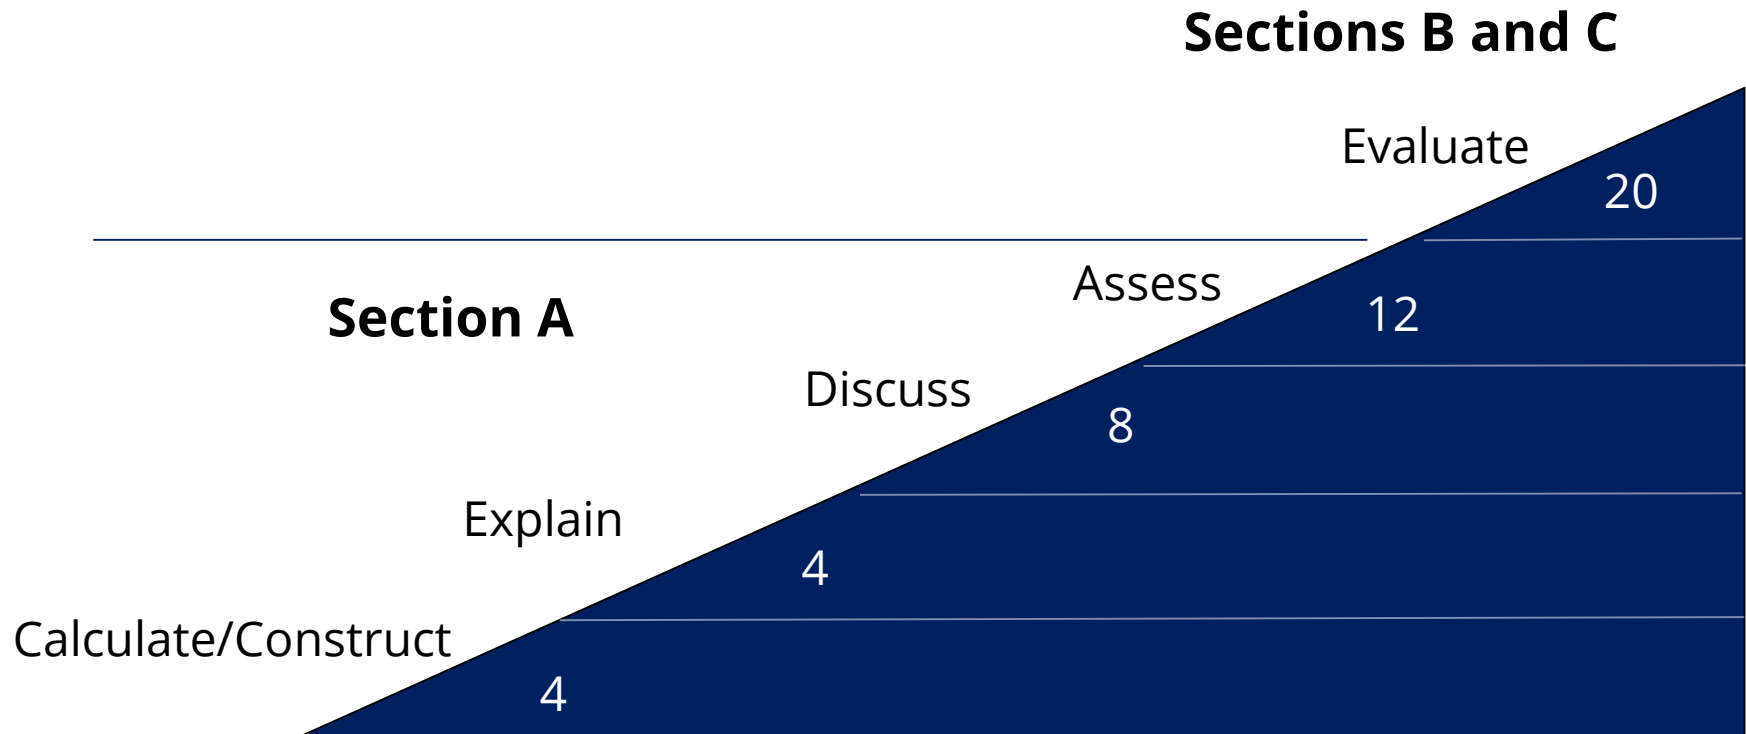 Sections B and C
Evaluate
20
Assess
12
Section A
Discuss
8
Explain
4
Calculate/Construct
4